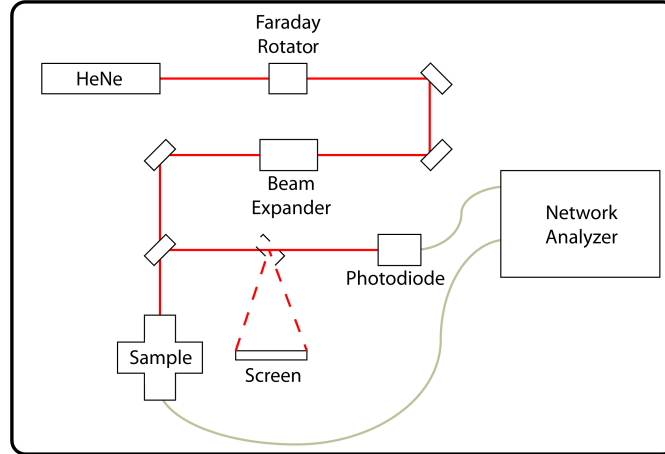 Faraday
Rotator
HeNe
Beam
Expander
Network
Analyzer
Photodiode
Sample
Screen